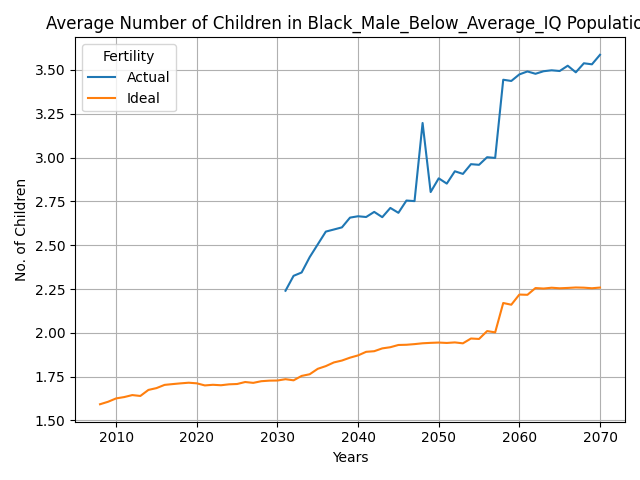 Average Number of Children in Black_Male_Below_Average_IQ Populatio
Fertility
Actual
Ideal
No. of Children
3.50
3.25
3.00
2.75
2.50
2.25
2.00
1.75
1.50
2010 2020 2030 2040 2050 2060 2070
Years